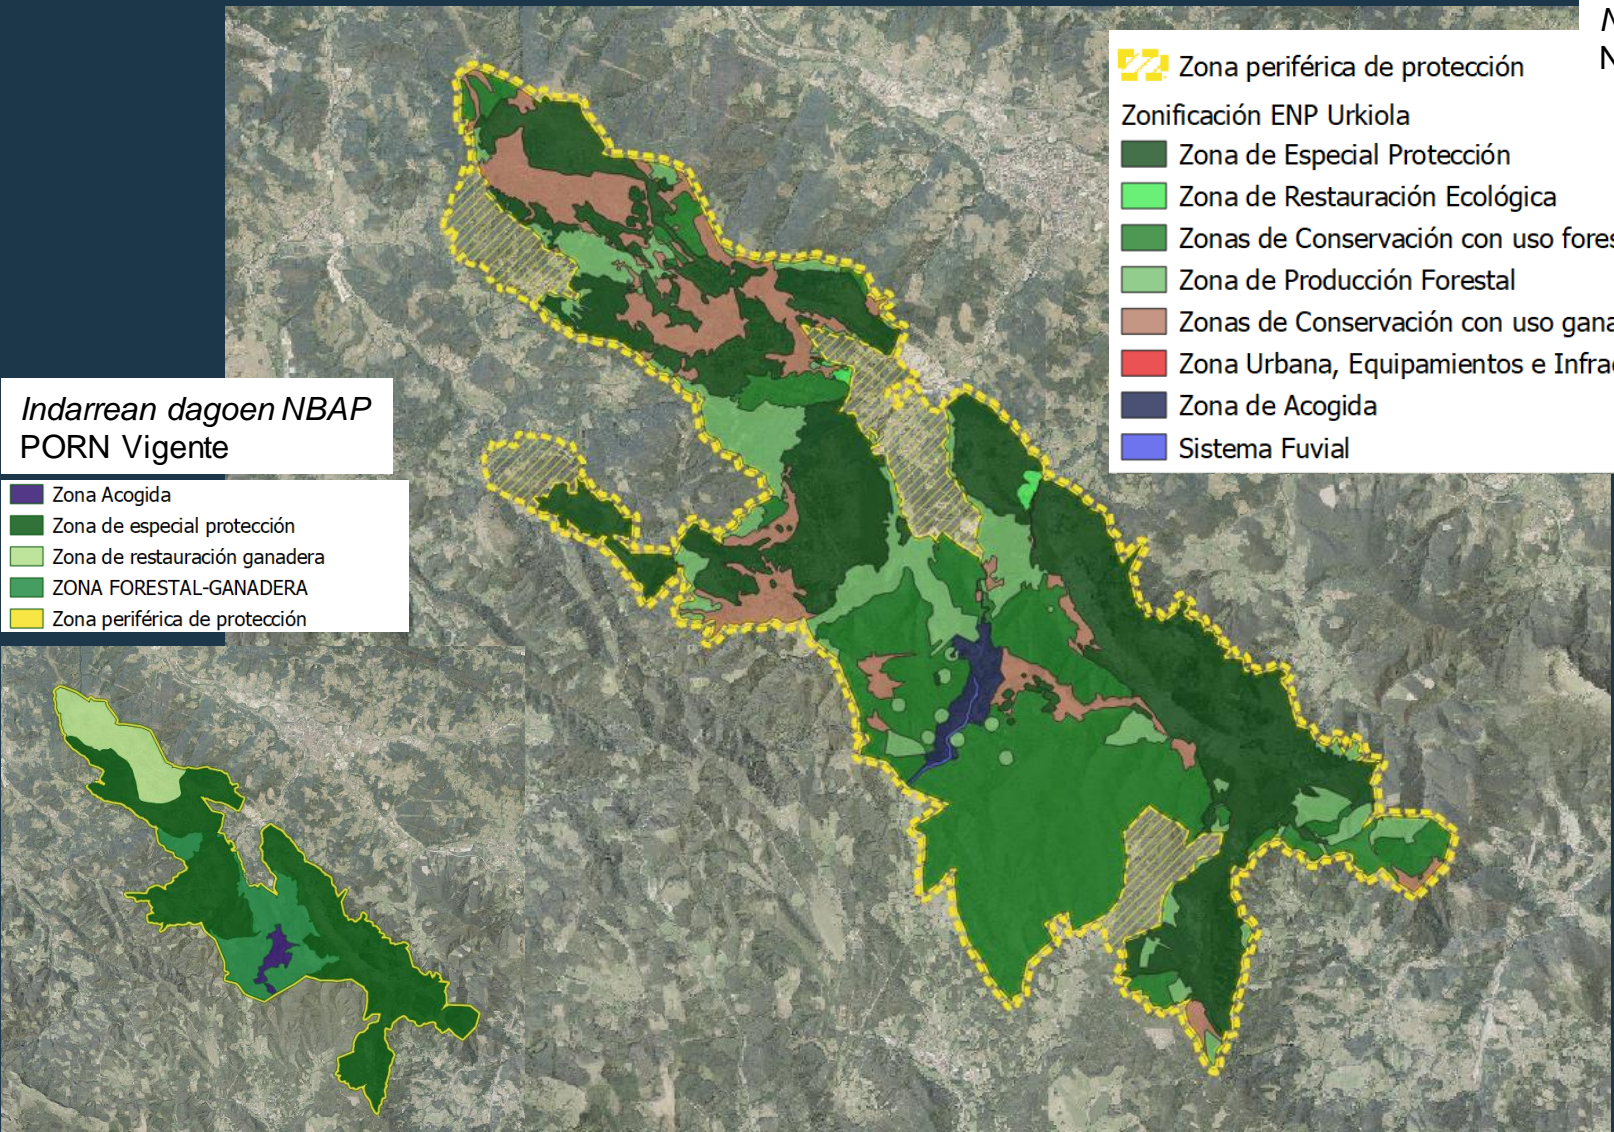 Zona periférica de protección
Zonificación ENP Urkiola
Zona de Especial Protección
Zona de Restauración Ecológica
Zonas de Conservación con uso
Zona de Producción Forestal
Zonas de Conservación con uso
Zona Urbana, Equipamientos e
Zona de Acogida
Sistema Fuvial
Indarrean dagoen NBAP
PORN Vigente
Zona Acogida
Zona de especial protección
Zona de restauración ganadera
ZONA FORESTAL-GANADERA
Zona periférica de protección